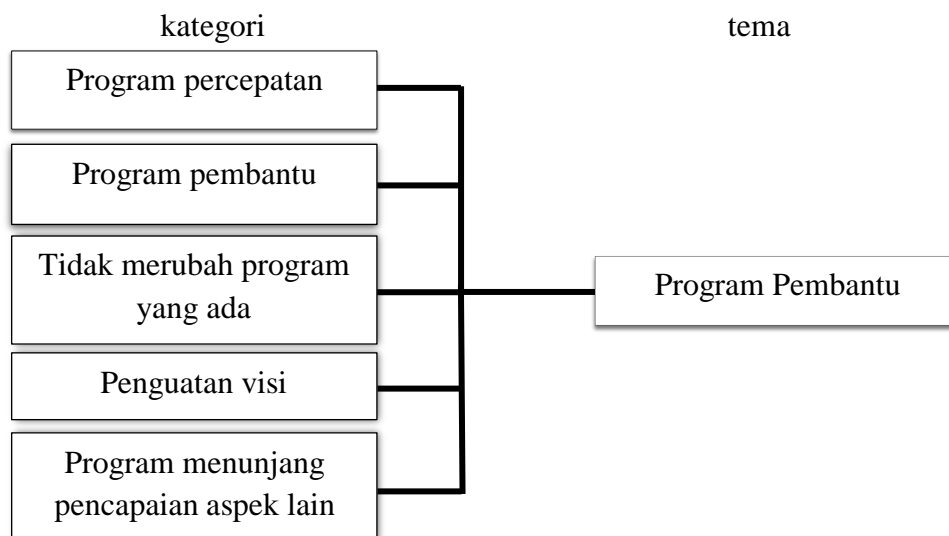 kategori
tema
Program percepatan
Program pembantu
Tidak merubah program
yang ada
Program Pembantu
Penguatan visi
Program menunjang
pencapaian aspek lain